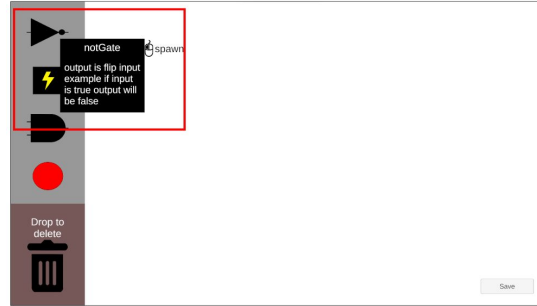 notGate
spawn
output is flip input
example if input
is true output will
be false
Drop to
delete
Save